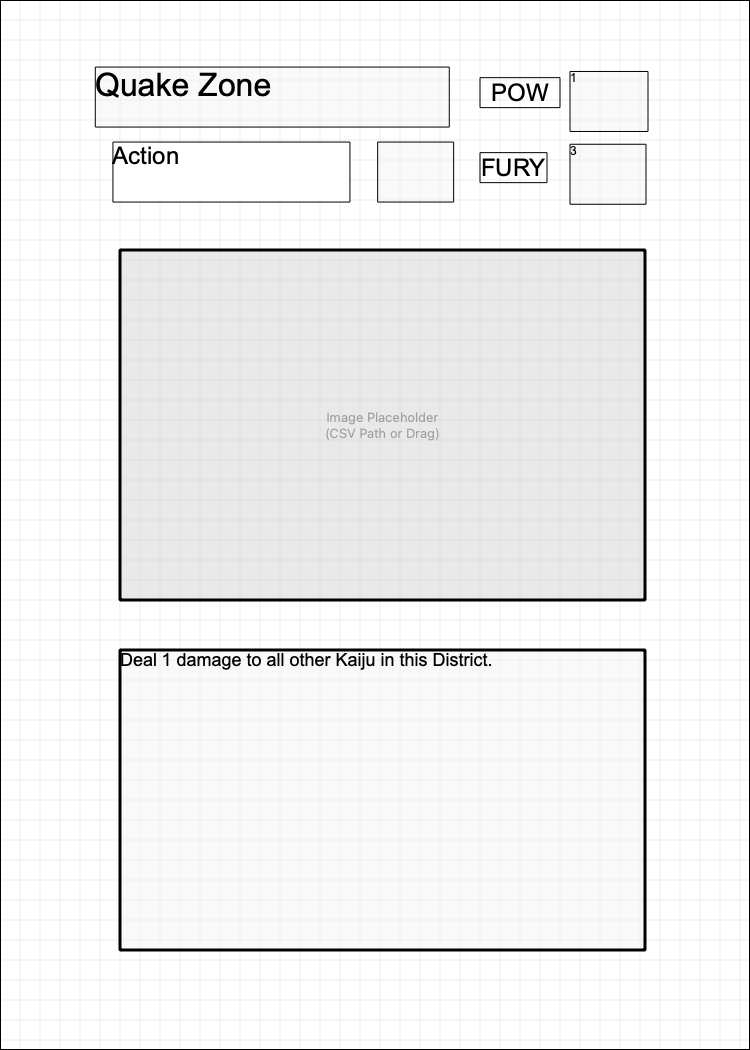 Quake Zone
POW
1
Action
FURY
3
Image Placeholder
(CSV Path or Drag)
Deal 1 damage to all other Kaiju in this District.